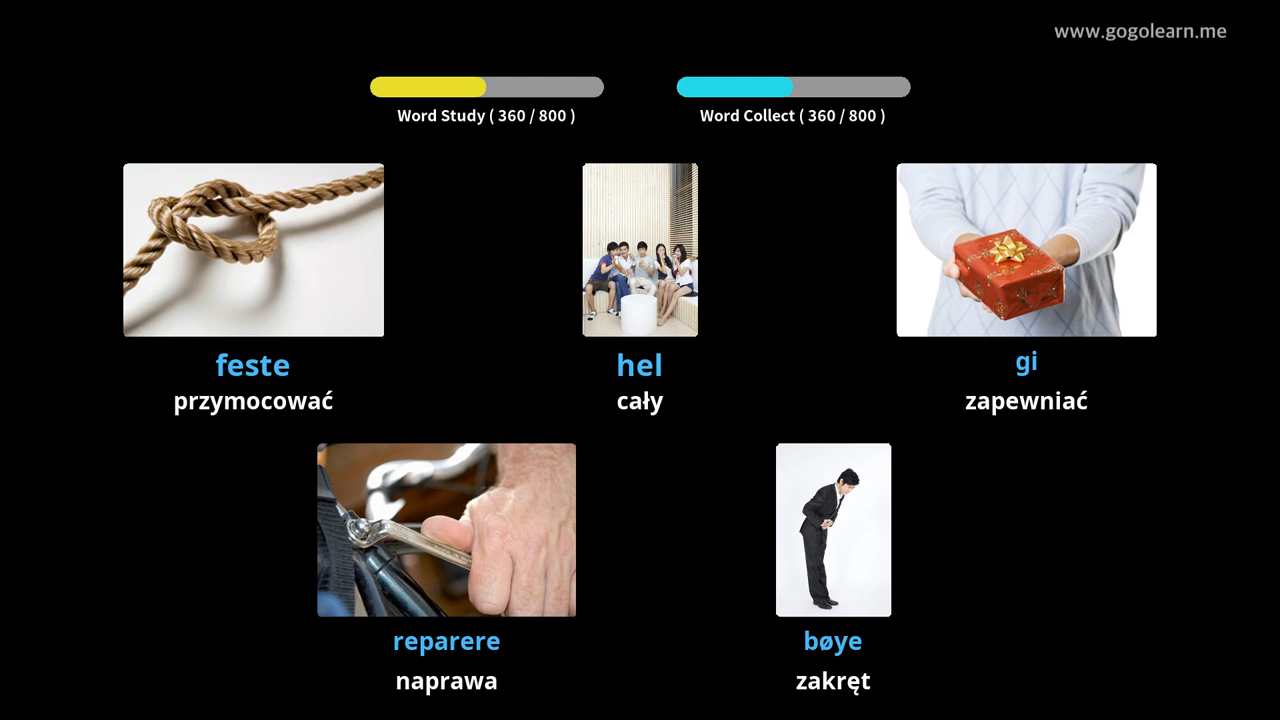 www.gogolearn.me
Word Study ( 360 / 800 )
Word Collect ( 360 / 800 )
feste
przymocować
hel
cały
gi
zapewniać
reparere
naprawa
bøye
zakręt